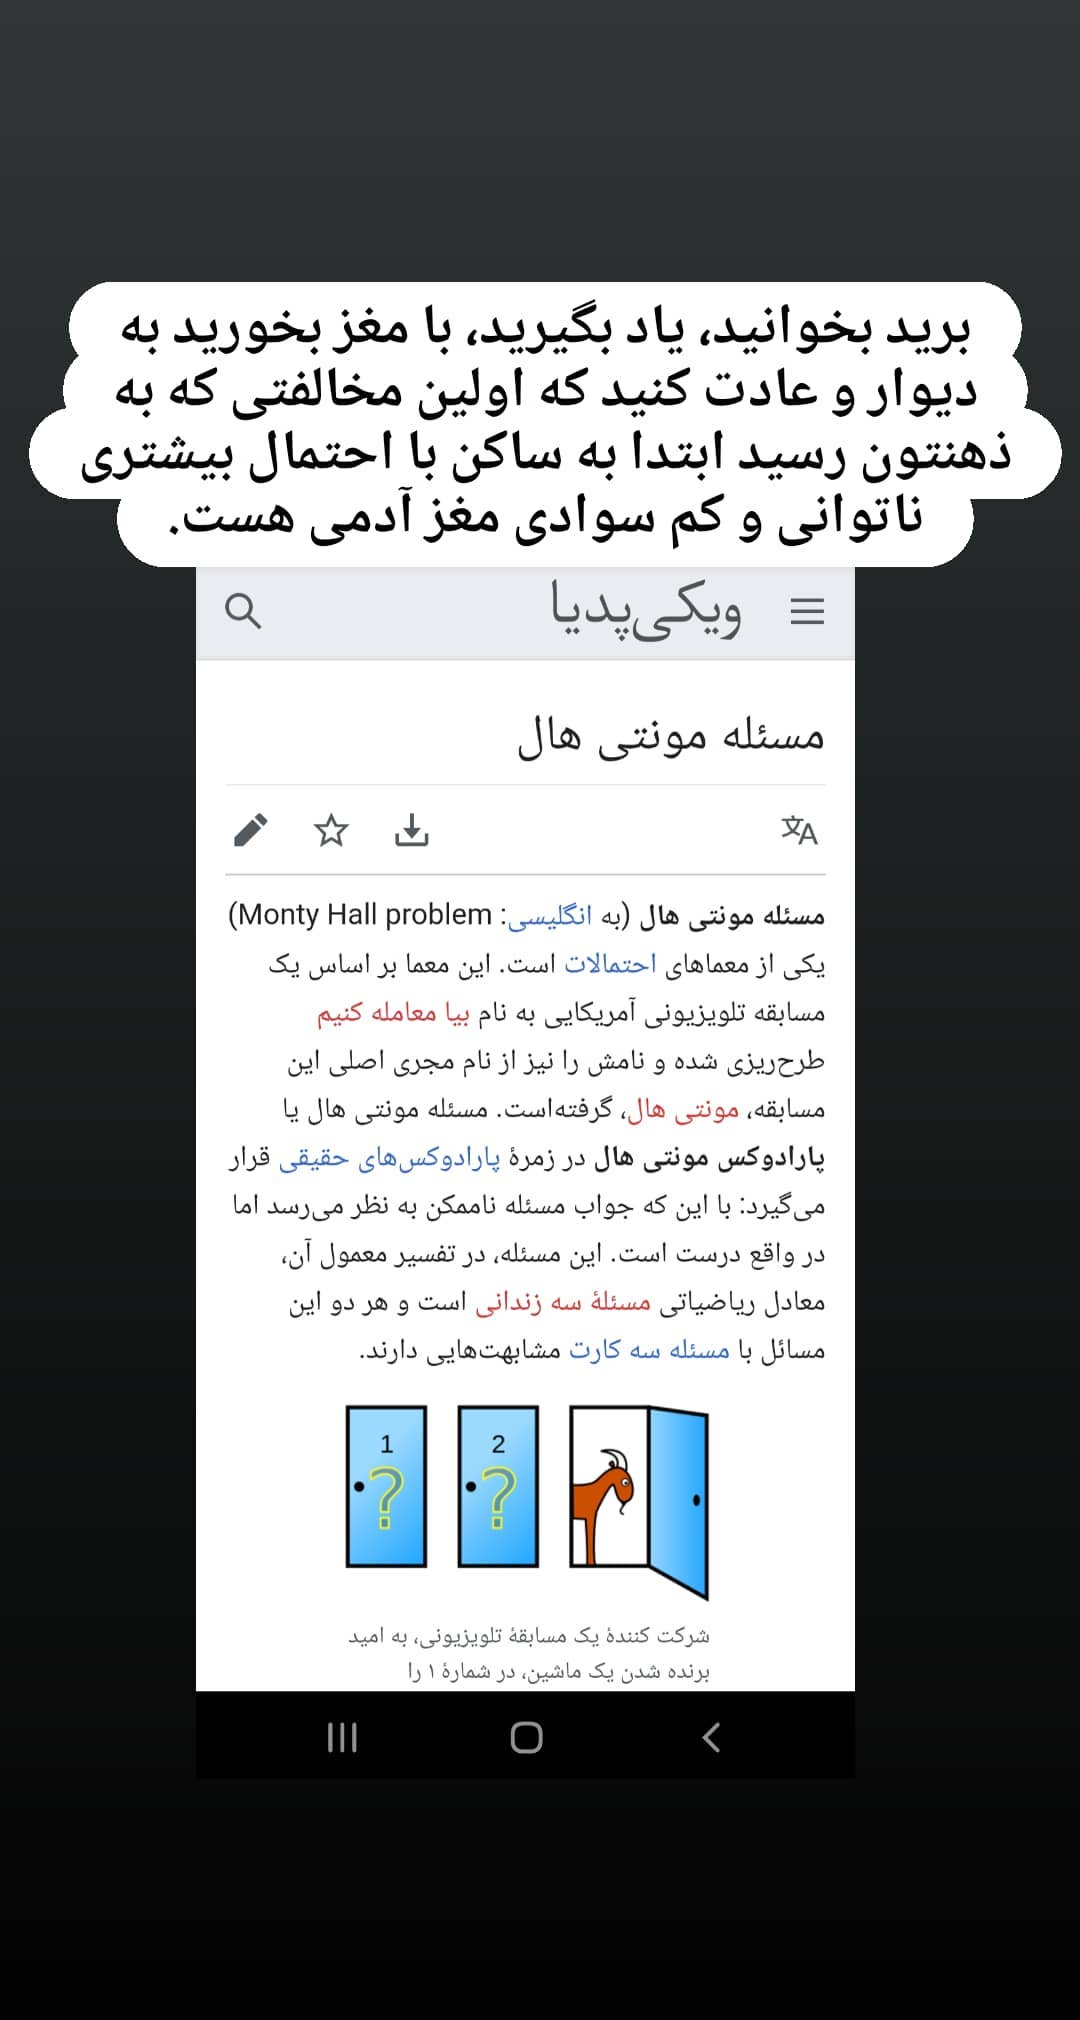 برید بخوانید، یاد بگیرید، با مغز بخورید به
دیوار و عادت کنید که اولین مخالفتی که به
ذهنتون رسید ابتدا به ساکن با احتمال بیشتری
ناتوانی و کم سوادی مغز آدمی هست.
ویکی‌پدیا
مسئله مونتی هال
مسئله مونتی هال (به انگلیسی: Monty Hall problem)
یکی از معماهای احتمالات است. این معما بر اساس یک
مسابقه تلویزیونی آمریکایی به نام بیا معامله کنیم
طرح‌ریزی شده و نامش را نیز از نام مجری اصلی این
مسابقه، مونتی هال، گرفته‌است. مسئله مونتی هال یا
پارادوکس مونتی هال در زمرهٔ پارادوکس‌های حقیقی قرار
می‌گیرد: با این که جواب مسئله ناممکن به نظر می‌رسد اما
در واقع درست است. این مسئله، در تفسیر معمول آن،
معادل ریاضیاتی مسئلهٔ سه زندانی است و هر دو این
مسائل با مسئله سه کارت مشابهت‌هایی دارند.
1 2
? ?
شرکت کنندهٔ یک مسابقهٔ تلویزیونی، به امید
برنده شدن یک ماشین، در شمارهٔ ۱ را